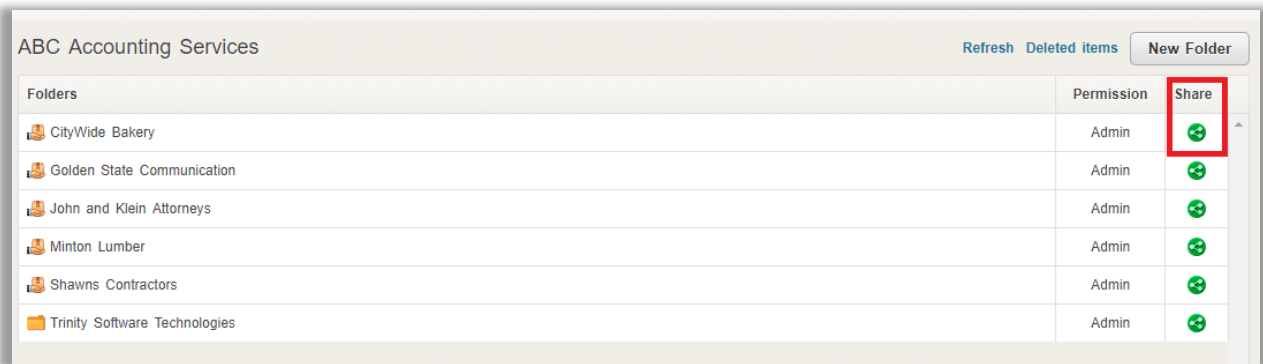 ABC Accounting Services Refresh Deleted items New Folder
Folders Permission Share
CityWide Bakery Admin
Golden State Communication Admin
John and Klein Attorneys Admin
Minton Lumber Admin
Shawns Contractors Admin
Trinity Software Technologies Admin